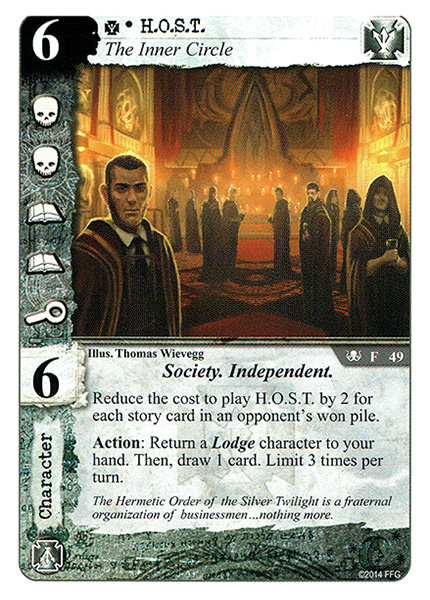 6
• H.O.S.T.
The Inner Circle
Illus. Thomas Wievegg
F 49
6
Society. Independent.
Reduce the cost to play H.O.S.T. by 2 for
each story card in an opponent's won pile.
Action: Return a Lodge character to your
hand. Then, draw 1 card. Limit 3 times per
turn.
The Hermetic Order of the Silver Twilight is a fraternal
organization of businessmen...nothing more.
Character
©2014 FFG